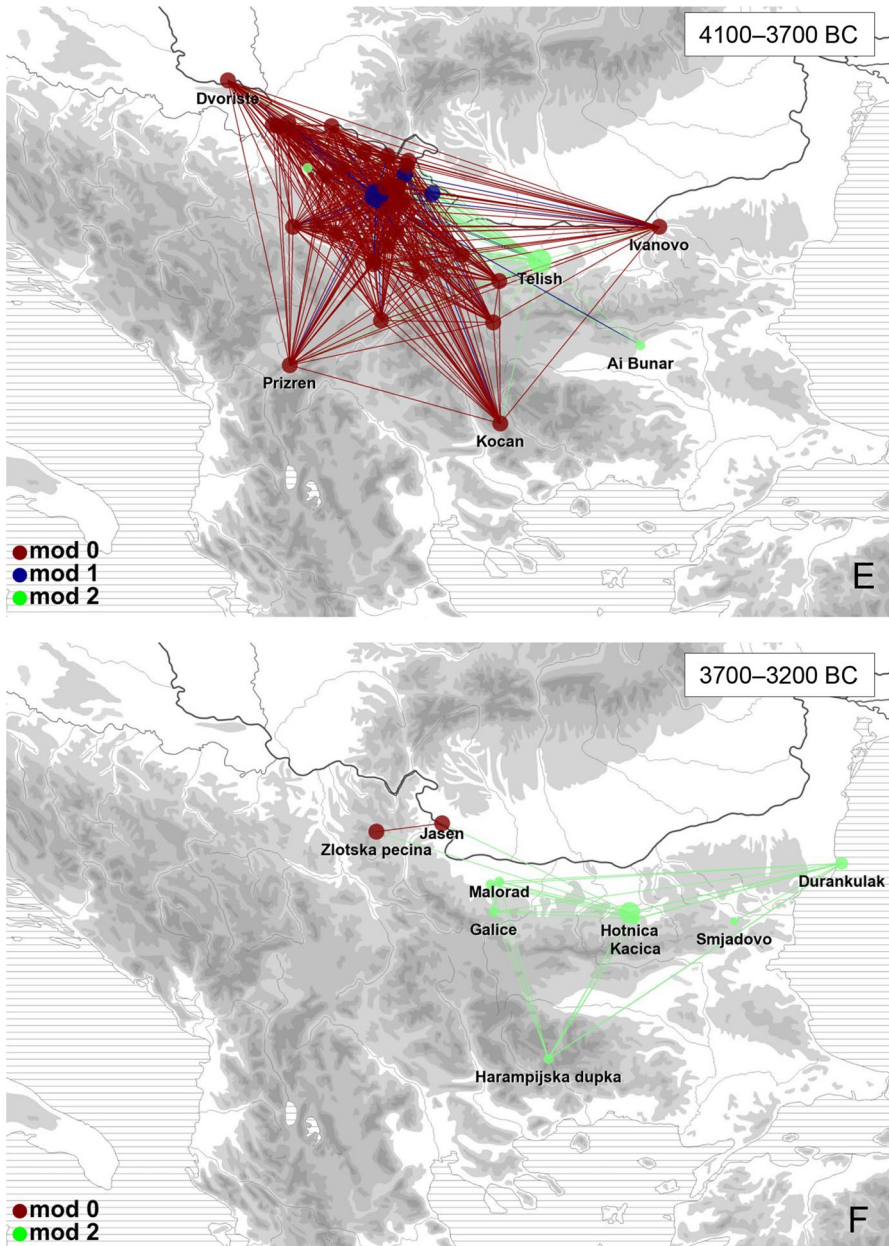 4100–3700 BC
Dvoriste
Ivanovo
Telish
Ai Bunar
Prizren
Kocan
mod 0
mod 1
mod 2
E
3700–3200 BC
Jasen
Zlotska pecina
Durankulak
Malorad
Galice
Hotnica
Smjadovo
Kacica
Harampijska dupka
mod 0
mod 2
F